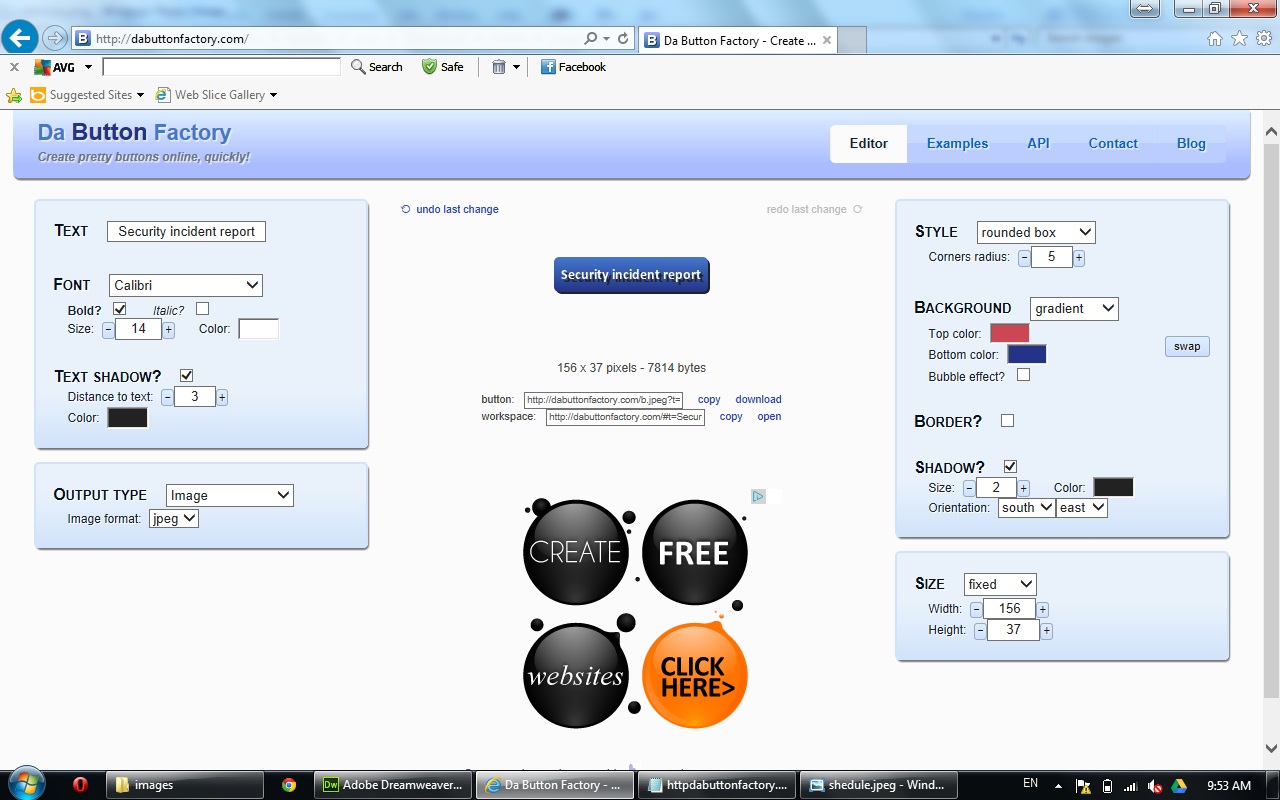 http://dabuttonfactory.com/
Da Button Factory - Create ...
AVG
Search
Safe
Facebook
Suggested Sites
Web Slice Gallery
Da Button Factory
Create pretty buttons online, quickly!
Editor
Examples
API
Contact
Blog
TEXT
Security incident report
FONT
Calibri
Bold?
Italic?
Size:
14
Color:
TEXT SHADOW?
Distance to text:
3
Color:
OUTPUT TYPE
Image
Image format:
jpeg
undo last change
redo last change
Security incident report
156 x 37 pixels - 7814 bytes
button: http://dabuttonfactory.com/b.jpeg?t= copy download
workspace: http://dabuttonfactory.com/#t=Secur copy open
CREATE
FREE
websites
CLICK
HERE>
STYLE
rounded box
Corners radius:
5
BACKGROUND
gradient
Top color:
Bottom color:
swap
Bubble effect?
BORDER?
SHADOW?
Size:
2
Color:
Orientation:
south
east
SIZE
fixed
Width:
156
Height:
37
images
Adobe Dreamweaver...
Da Button Factory - ...
httpdabuttonfactory....
shedule.jpeg - Wind...
EN
9:53 AM